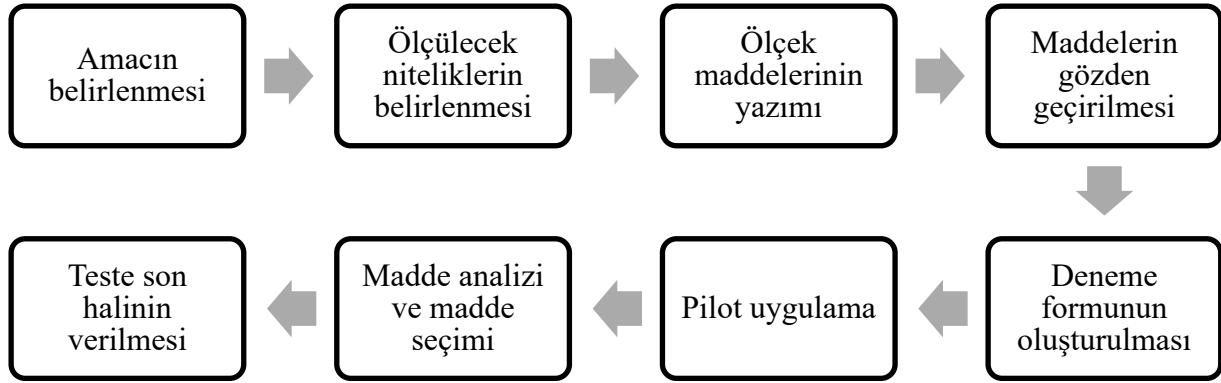 Amacın
belirlenmesi
Ölçülecek
niteliklerin
belirlenmesi
Ölçek
maddelerinin
yazımı
Maddelerin
gözden
geçirilmesi
Deneme
formunun
oluşturulması
Pilot uygulama
Madde analizi
ve madde
seçimi
Teste son
halinin
verilmesi